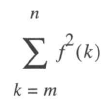 n
∑ f²(k)
k = m